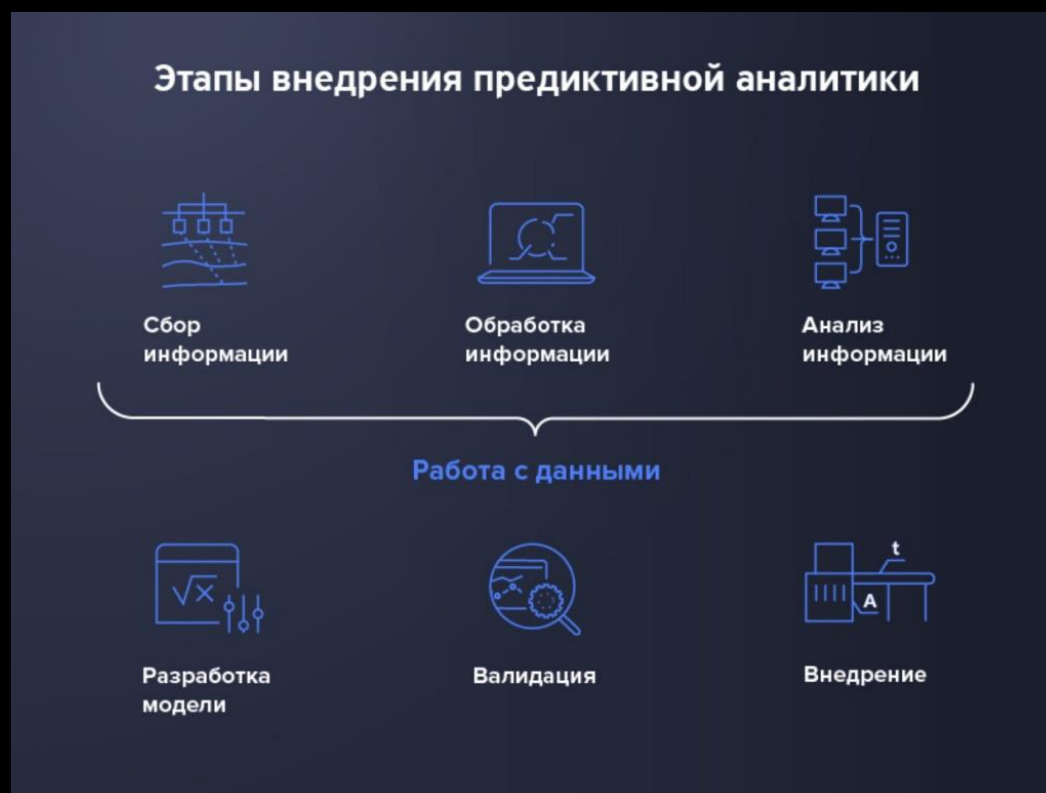 Этапы внедрения предиктивной аналитики
Сбор
информации
Обработка
информации
Анализ
информации
Работа с данными
√x
t
A
Разработка
модели
Валидация
Внедрение